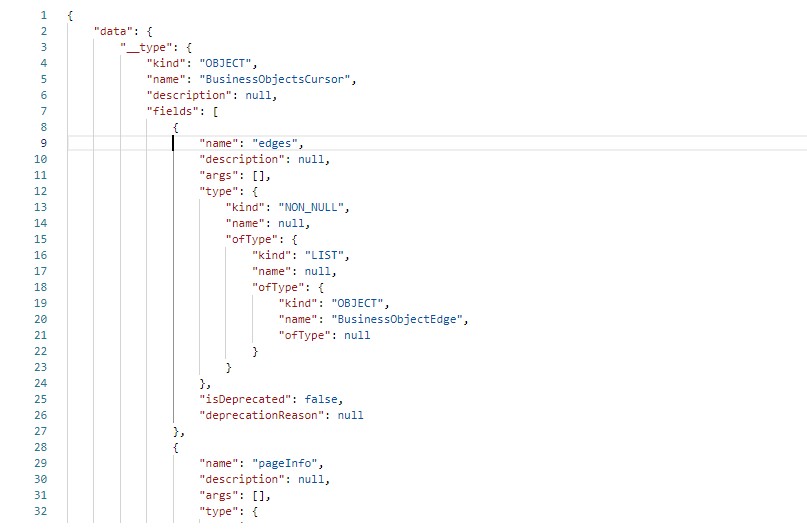 1 {
2 "data": {
3 "__type": {
4 "kind": "OBJECT",
5 "name": "BusinessObjectsCursor",
6 "description": null,
7 "fields": [
8 {
9 "name": "edges",
10 "description": null,
11 "args": [],
12 "type": {
13 "kind": "NON_NULL",
14 "name": null,
15 "ofType": {
16 "kind": "LIST",
17 "name": null,
18 "ofType": {
19 "kind": "OBJECT",
20 "name": "BusinessObjectEdge",
21 "ofType": null
22 }
23 }
24 },
25 "isDeprecated": false,
26 "deprecationReason": null
27 },
28 {
29 "name": "pageInfo",
30 "description": null,
31 "args": [],
32 "type": {